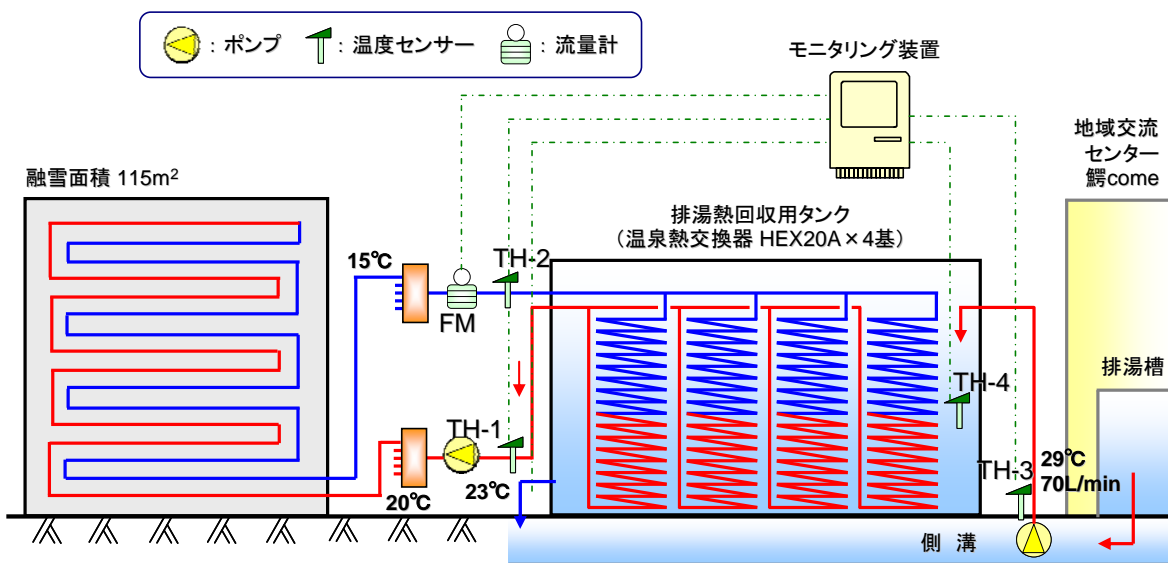 ：ポンプ
：温度センサー
：流量計
モニタリング装置
地域交流
センター
鰐come
融雪面積 115m²
排湯熱回収用タンク
（温泉熱交換器 HEX20A×4基）
15℃
TH-2
FM
排湯槽
TH-4
TH-1
TH-3
29℃
70L/min
20℃
23℃
側 溝